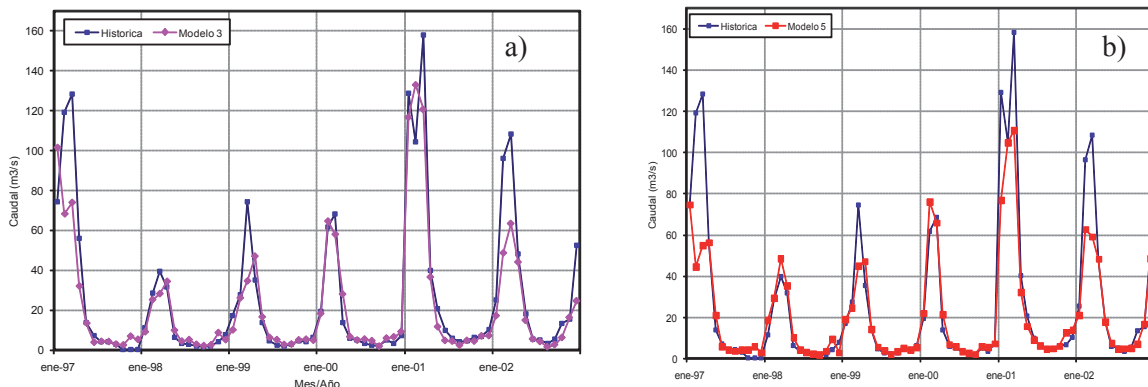 Historica Modelo 3
a)
160
140
120
100
80
60
40
20
0
Caudal (m3/s)
ene-97 ene-98 ene-99 ene-00 ene-01 ene-02
Mes/Año
Historica Modelo 5
b)
160
140
120
100
80
60
40
20
0
Caudal (m3/s)
ene-97 ene-98 ene-99 ene-00 ene-01 ene-02